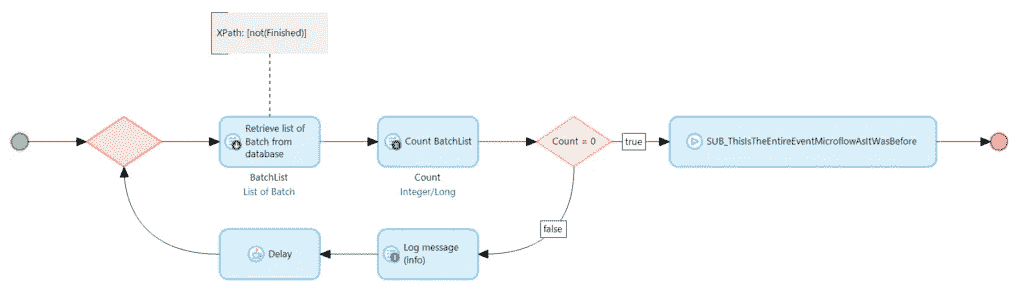 XPath: [not(Finished)]
Retrieve list of
Batch from
database
BatchList
List of Batch
Count BatchList
Count
Integer/Long
Count = 0
true
SUB_ThisIsTheEntireEventMicroflowAsItWasBefore
false
Log message
(info)
Delay